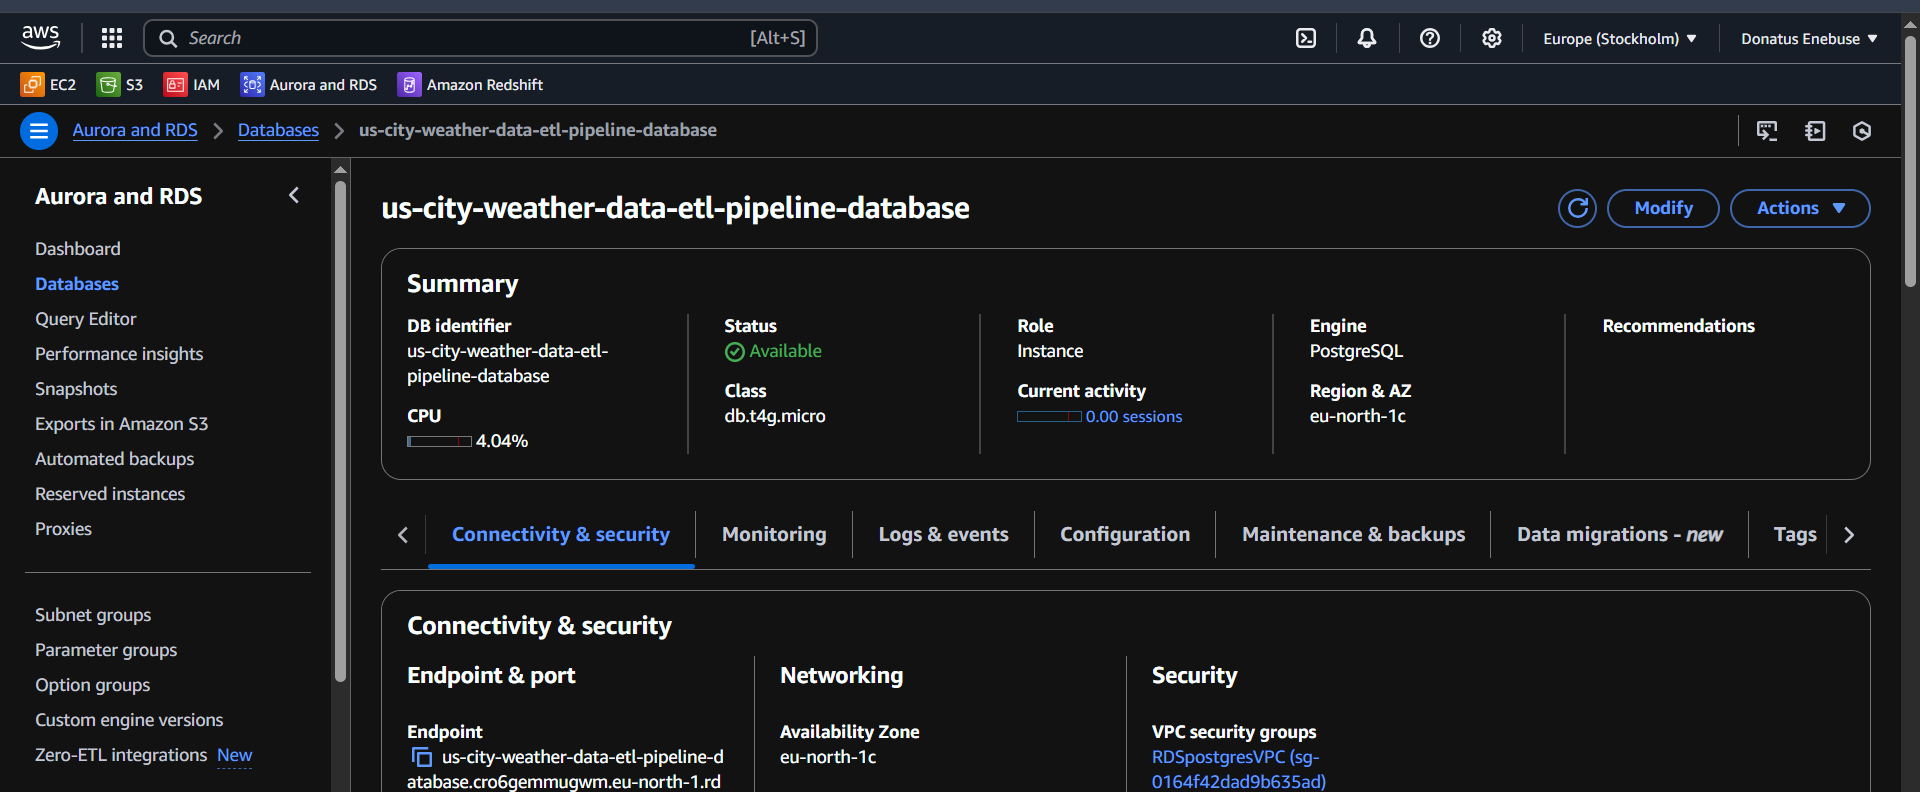 aws
Search [Alt+S]
Europe (Stockholm)
Donatus Enebuse
EC2 S3 IAM Aurora and RDS Amazon Redshift
Aurora and RDS Databases us-city-weather-data-etl-pipeline-database
Aurora and RDS
Dashboard
Databases
Query Editor
Performance insights
Snapshots
Exports in Amazon S3
Automated backups
Reserved instances
Proxies
Subnet groups
Parameter groups
Option groups
Custom engine versions
Zero-ETL integrations New
us-city-weather-data-etl-pipeline-database
Modify
Actions
Summary
DB identifier
us-city-weather-data-etl-
pipeline-database
CPU
4.04%
Status
Available
Class
db.t4g.micro
Role
Instance
Current activity
0.00 sessions
Engine
PostgreSQL
Region & AZ
eu-north-1c
Recommendations
Connectivity & security
Monitoring
Logs & events
Configuration
Maintenance & backups
Data migrations - new
Tags
Connectivity & security
Endpoint & port
Endpoint
us-city-weather-data-etl-pipeline-d
atabase.cro6gemmugwm.eu-north-1.rd
Networking
Availability Zone
eu-north-1c
Security
VPC security groups
RDSpostgresVPC (sg-
0164f42dad9b635ad)